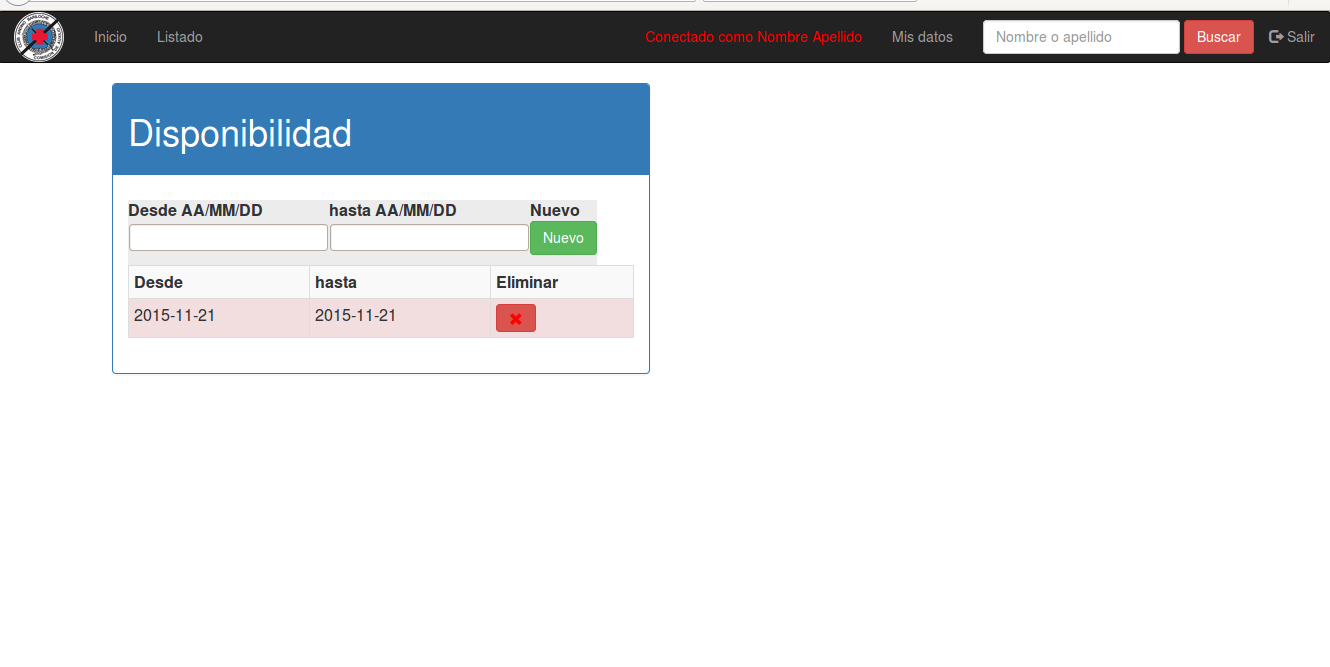 Inicio Listado Conectado como Nombre Apellido Mis datos Nombre o apellido Buscar Salir
Disponibilidad
Desde AA/MM/DD hasta AA/MM/DD Nuevo
Nuevo
Desde hasta Eliminar
2015-11-21 2015-11-21